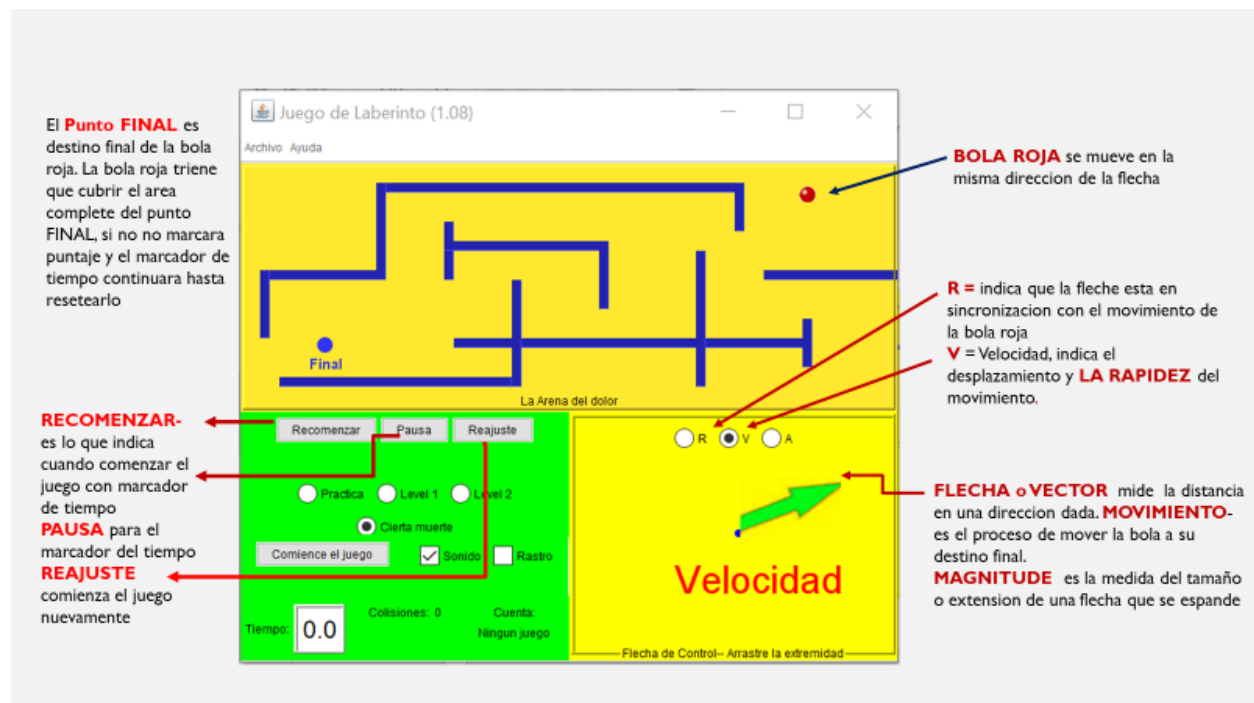 El Punto FINAL es
destino final de la bola
roja. La bola roja triene
que cubrir el area
complete del punto
FINAL, si no no marcara
puntaje y el marcador de
tiempo continuara hasta
resetearlo
RECOMENZAR-
es lo que indica
cuando comenzar el
juego con marcador
de tiempo
PAUSA para el
marcador del tiempo
REAJUSTE
comienza el juego
nuevamente
Juego de Laberinto (1.08)
Archivo Ayuda
Final
La Arena del dolor
Recomenzar Pausa Reajuste
Practica Level 1 Level 2
Cierta muerte
Comience el juego Sonido Rastro
Colisiones: 0 Cuenta:
Tiempo: 0.0 Ningun juego
R V A
Velocidad
Flecha de Control-- Arrastre la extremidad
BOLA ROJA se mueve en la
misma direccion de la flecha
R = indica que la fleche esta en
sincronizacion con el movimiento de
la bola roja
V = Velocidad, indica el
desplazamiento y LA RAPIDEZ del
movimiento.
FLECHA o VECTOR mide la distancia
en una direccion dada. MOVIMIENTO-
es el proceso de mover la bola a su
destino final.
MAGNITUDE es la medida del tamaño
o extension de una flecha que se espande